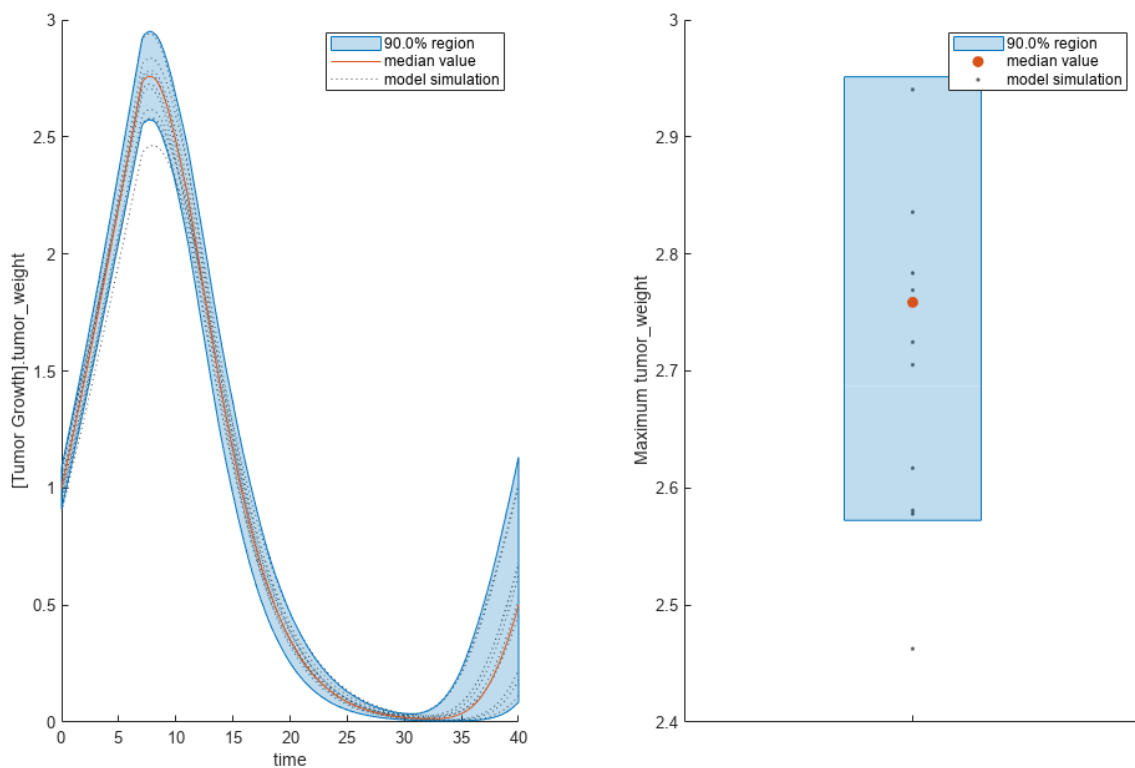 3
2.5
2
1.5
1
0.5
0
[Tumor Growth].tumor_weight
0 5 10 15 20 25 30 35 40
time
90.0% region
median value
model simulation
3
2.9
2.8
2.7
2.6
2.5
2.4
Maximum tumor_weight
90.0% region
median value
model simulation